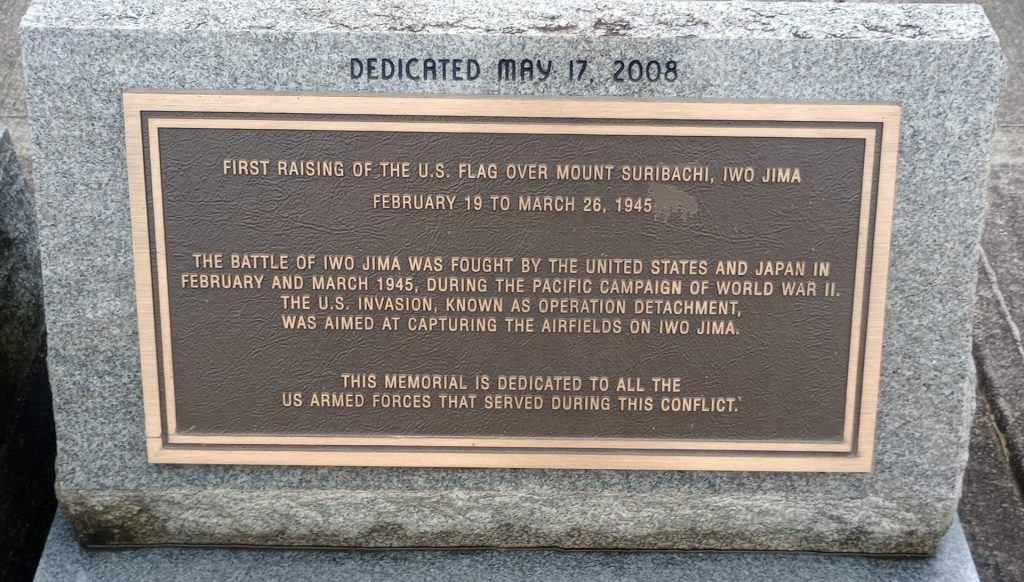 DEDICATED MAY 17, 2008
FIRST RAISING OF THE U.S. FLAG OVER MOUNT SURIBACHI, IWO JIMA
FEBRUARY 19 TO MARCH 26, 1945
THE BATTLE OF IWO JIMA WAS FOUGHT BY THE UNITED STATES AND JAPAN IN
FEBRUARY AND MARCH 1945, DURING THE PACIFIC CAMPAIGN OF WORLD WAR II.
THE U.S. INVASION, KNOWN AS OPERATION DETACHMENT,
WAS AIMED AT CAPTURING THE AIRFIELDS ON IWO JIMA.
THIS MEMORIAL IS DEDICATED TO ALL THE
US ARMED FORCES THAT SERVED DURING THIS CONFLICT.